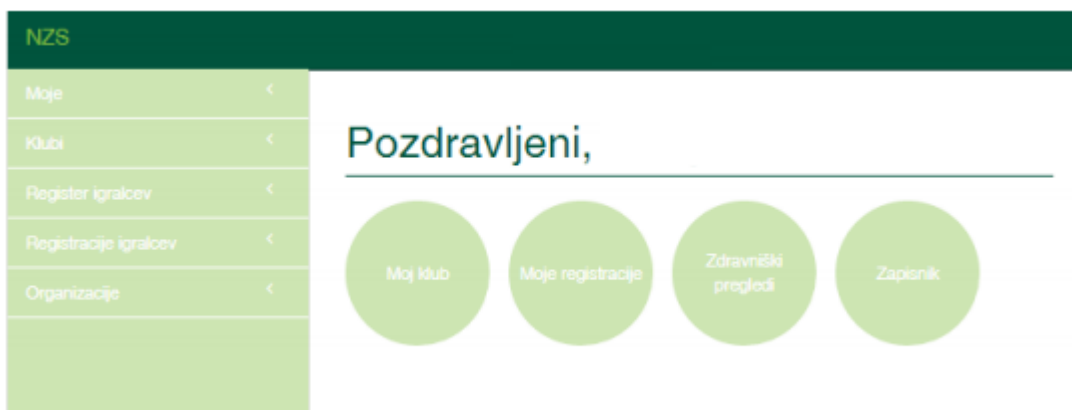 NZS
Moje
Klubi
Register igralcev
Registracije igralcev
Organizacije
Pozdravljeni,
Moj klub
Moje registracije
Zdravniški
pregledi
Zapisnik